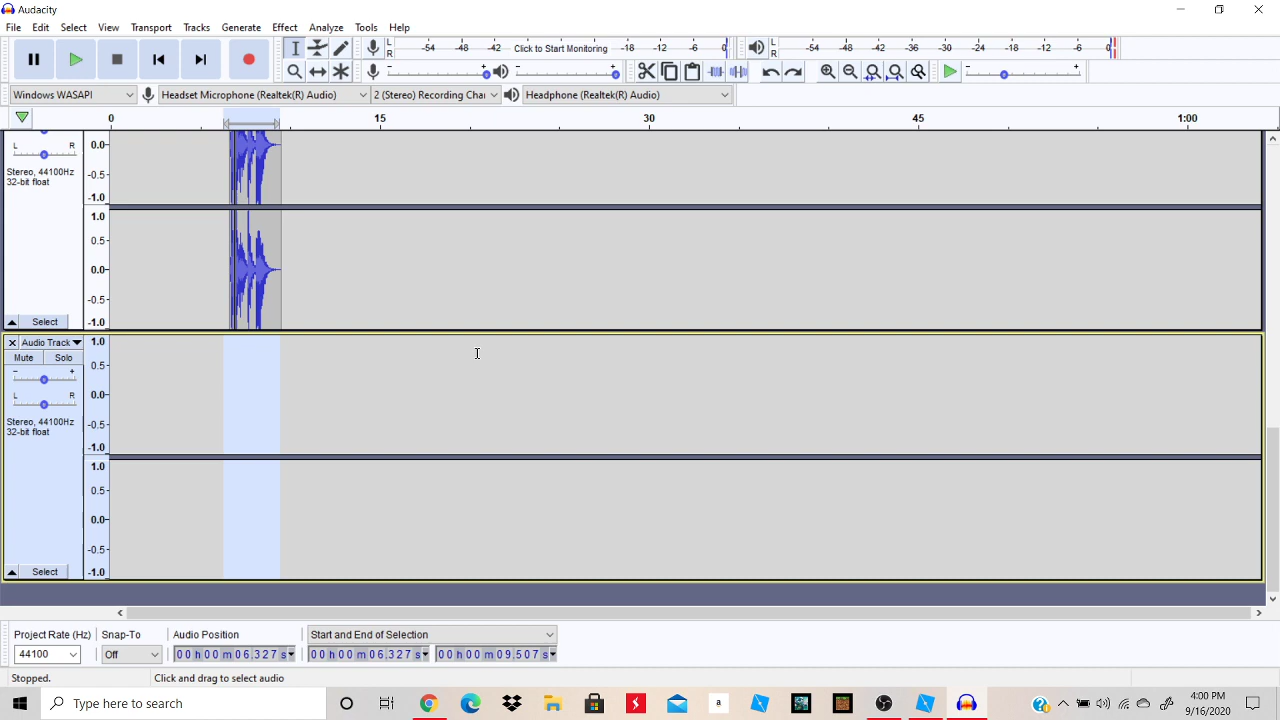 Audacity
File Edit Select View Transport Tracks Generate Effect Analyze Tools Help
L R -54 -48 -42 Click to Start Monitoring -18 -12 -6 0
L R -54 -48 -42 -36 -30 -24 -18 -12 -6 0
- + - + - +
Windows WASAPI Headset Microphone (Realtek(R) Audio) 2 (Stereo) Recording Chan Headphone (Realtek(R) Audio)
0 15 30 45 1:00
L R
Stereo, 44100Hz
32-bit float
0.0
-0.5
-1.0
1.0
0.5
0.0
-0.5
-1.0
Select
Audio Track
Mute Solo
- +
L R
Stereo, 44100Hz
32-bit float
1.0
0.5
0.0
-0.5
-1.0
1.0
0.5
0.0
-0.5
-1.0
Select
Project Rate (Hz) Snap-To Audio Position Start and End of Selection
44100 Off 00 h 00 m 06.327 s 00 h 00 m 06.327 s 00 h 00 m 09.507 s
Stopped. Click and drag to select audio
Type here to search
a
4:00 PM
9/16/2020